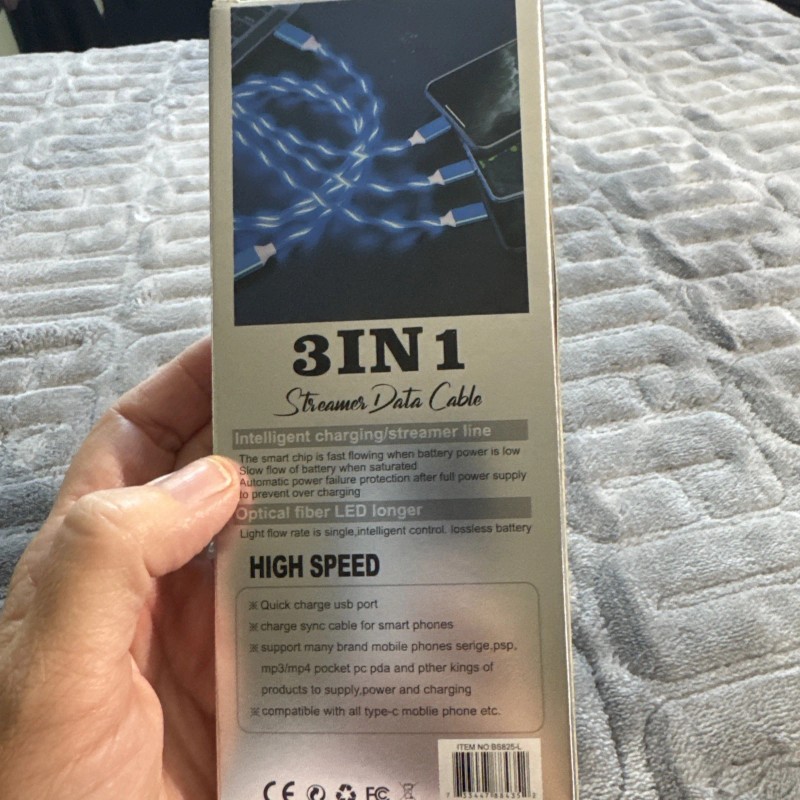 3IN1
Streamer Data Cable
Intelligent charging/streamer line
The smart chip is fast flowing when battery power is low
Slow flow of battery when saturated
Automatic power failure protection after full power supply
to prevent over charging
Optical fiber LED longer
Light flow rate is single,intelligent control, lossless battery
HIGH SPEED
※ Quick charge usb port
※ charge sync cable for smart phones
※ support many brand mobile phones serige,psp,
mp3/mp4 pocket pc pda and pther kings of
products to supply,power and charging
※ compatible with all type-c moblie phone etc.
ITEM NO:BS825-L
CE FC